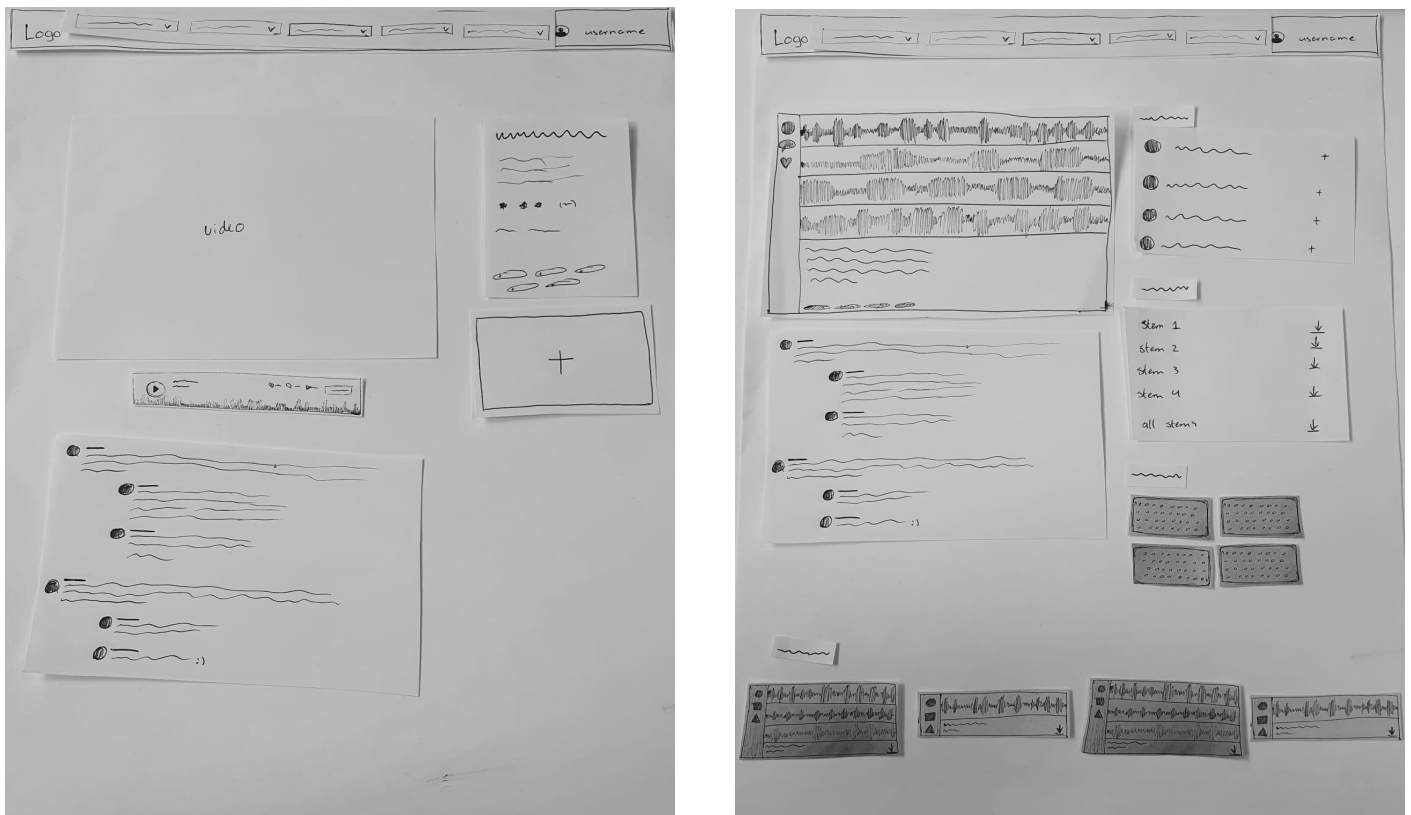 Logo
username
video
:)
Logo
username
Stem 1
Stem 2
Stem 3
Stem 4
all stems
:)